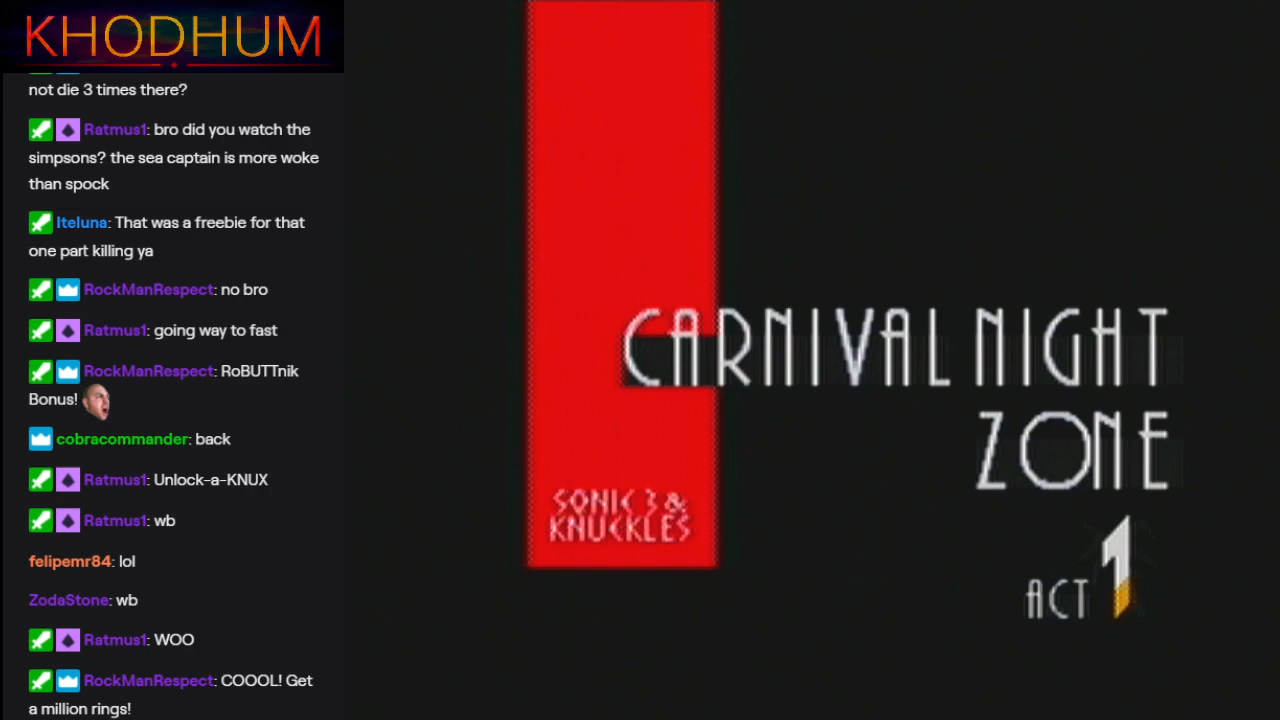 KHODHUM
not die 3 times there?
Ratmus1: bro did you watch the
simpsons? the sea captain is more woke
than spock
Iteluna: That was a freebie for that
one part killing ya
RockManRespect: no bro
Ratmus1: going way to fast
RockManRespect: RoBUTTnik
Bonus!
cobracommander: back
Ratmus1: Unlock-a-KNUX
Ratmus1: wb
felipemr84: lol
ZodaStone: wb
Ratmus1: WOO
RockManRespect: COOOL! Get
a million rings!
CARNIVAL NIGHT
ZONE
SONIC 3 &
KNUCKLES
ACT 1